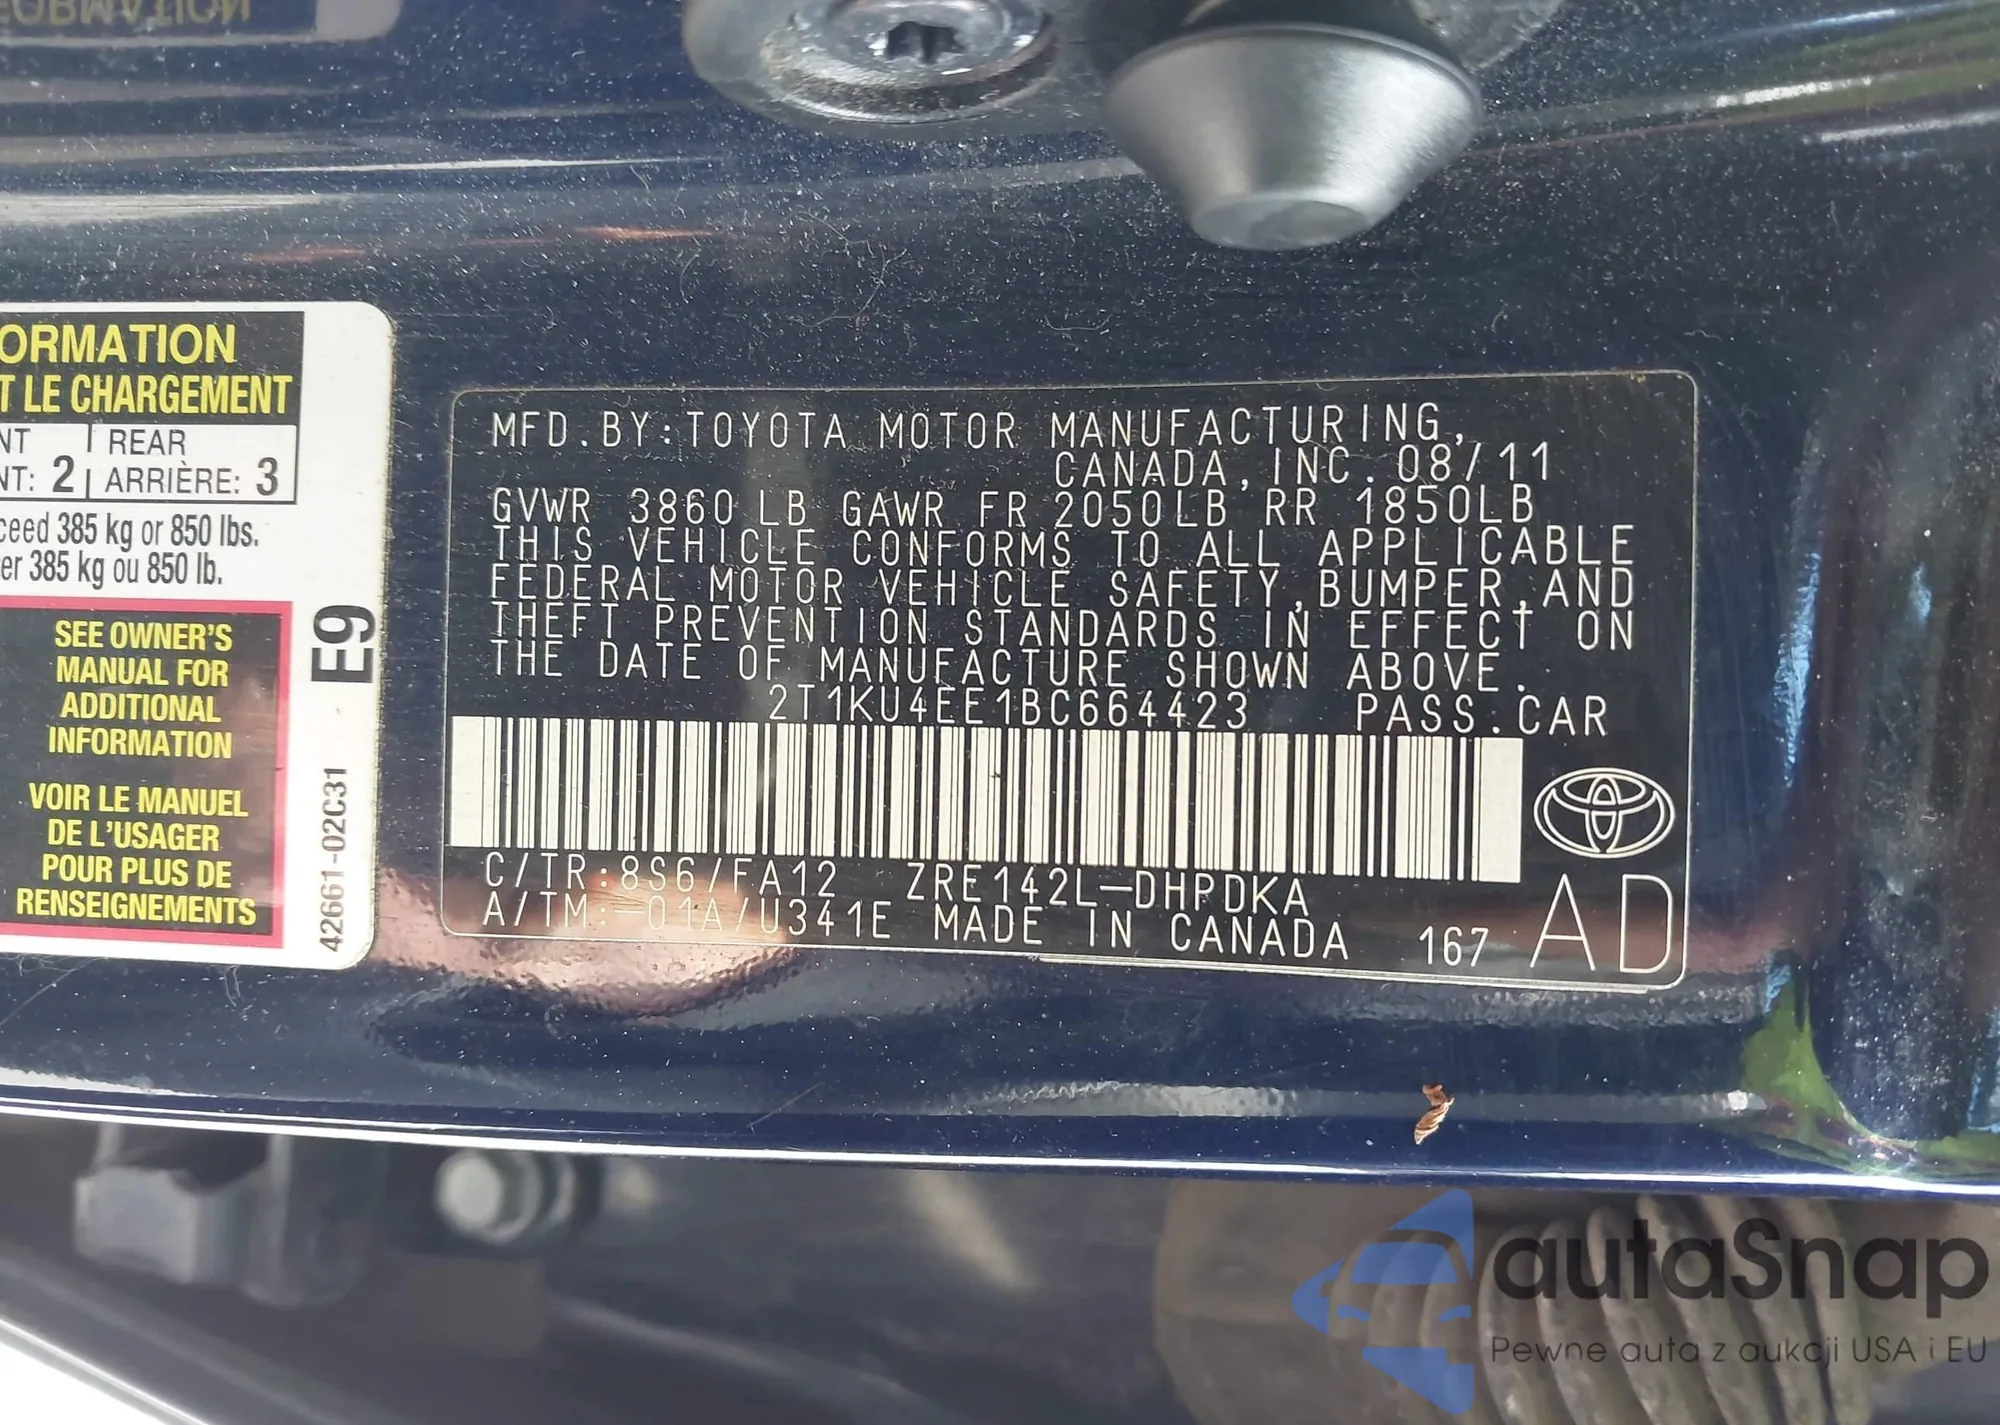 ORMATION
T LE CHARGEMENT
NT REAR
NT: 2 ARRIÈRE: 3
ceed 385 kg or 850 lbs.
er 385 kg ou 850 lb.
SEE OWNER'S
MANUAL FOR
ADDITIONAL
INFORMATION
VOIR LE MANUEL
DE L'USAGER
POUR PLUS DE
RENSEIGNEMENTS
E9
42661-02C31
MFD.BY:TOYOTA MOTOR MANUFACTURING,
CANADA,INC. 08/11
GVWR 3860LB GAWR FR 2050LB RR 1850LB
THIS VEHICLE CONFORMS TO ALL APPLICABLE
FEDERAL MOTOR VEHICLE SAFETY,BUMPER,AND
THEFT PREVENTION STANDARDS IN EFFECT ON
THE DATE OF MANUFACTURE SHOWN ABOVE.
2T1KU4EE1BC664423 PASS.CAR
C/TR:8S6/FA12 ZRE142L-DHPDKA
A/TM:-01A/U341E MADE IN CANADA 167 AD
autaSnap
Pewne auta z aukcji USA i EU